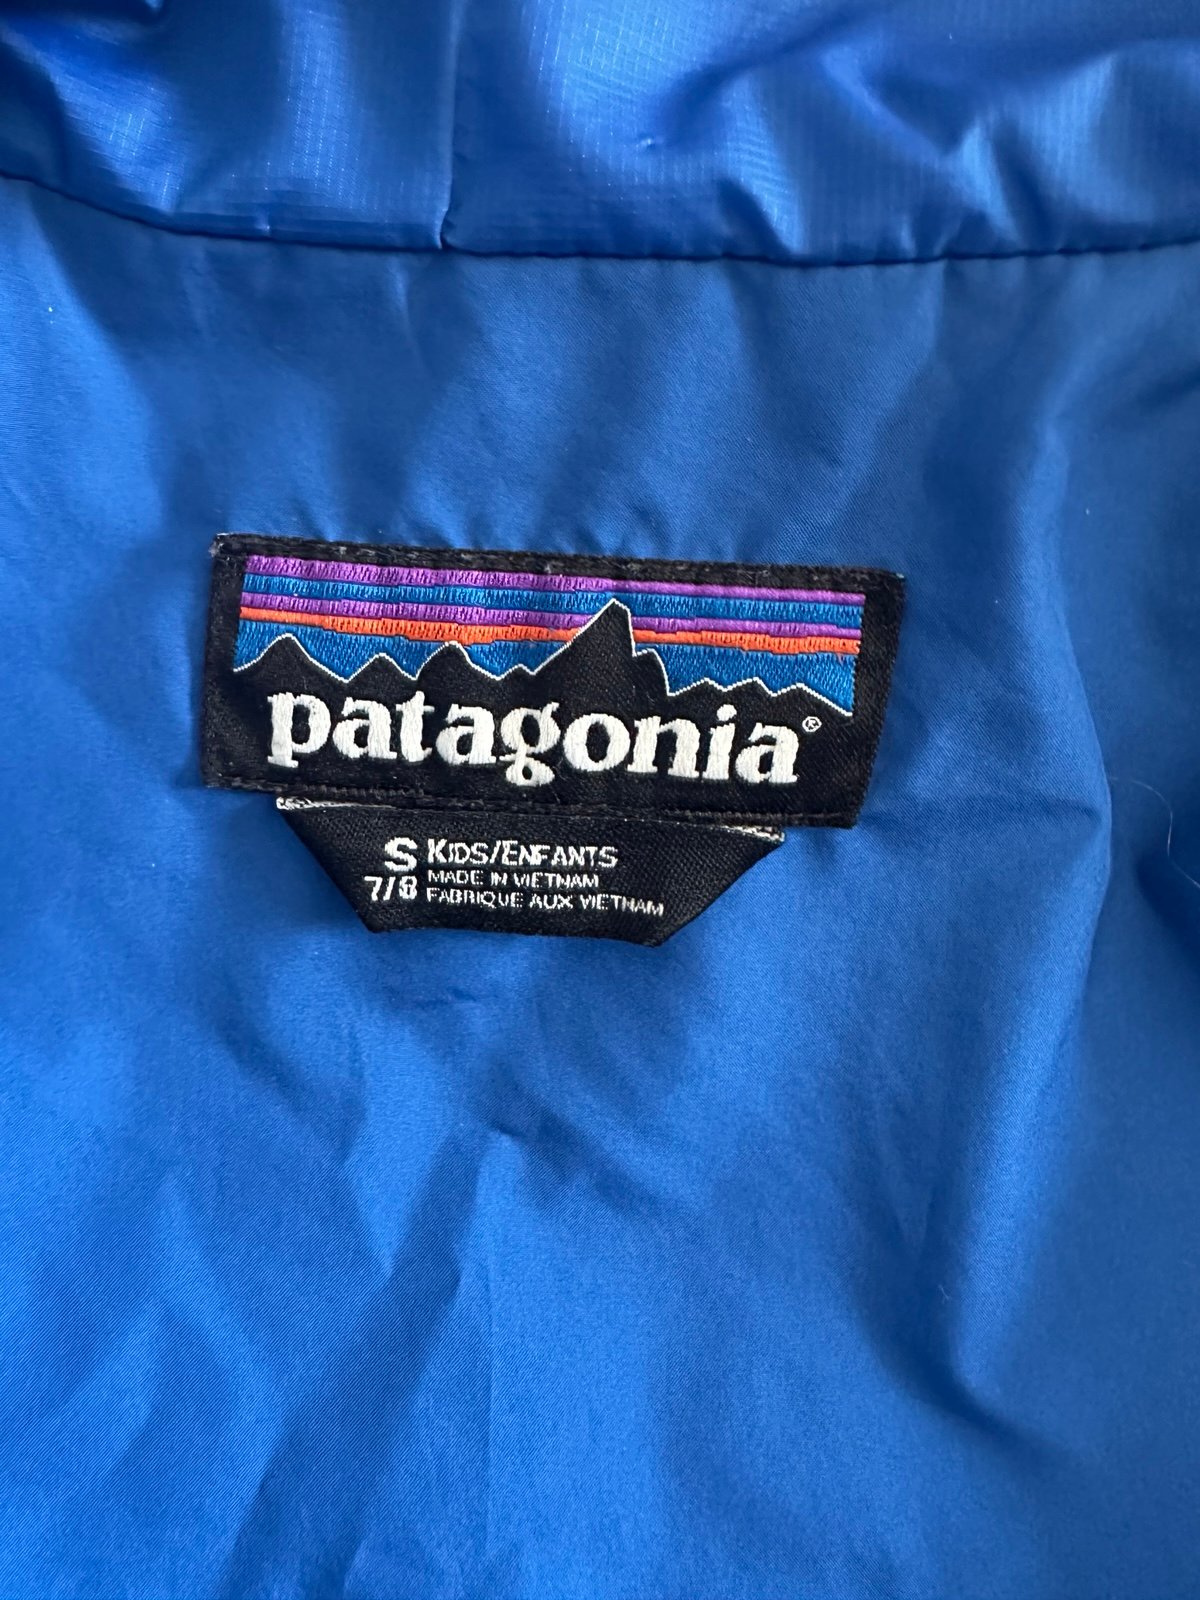 patagonia®
S KIDS/ENFANTS
7/8 MADE IN VIETNAM
FABRIQUE AUX VIETNAM